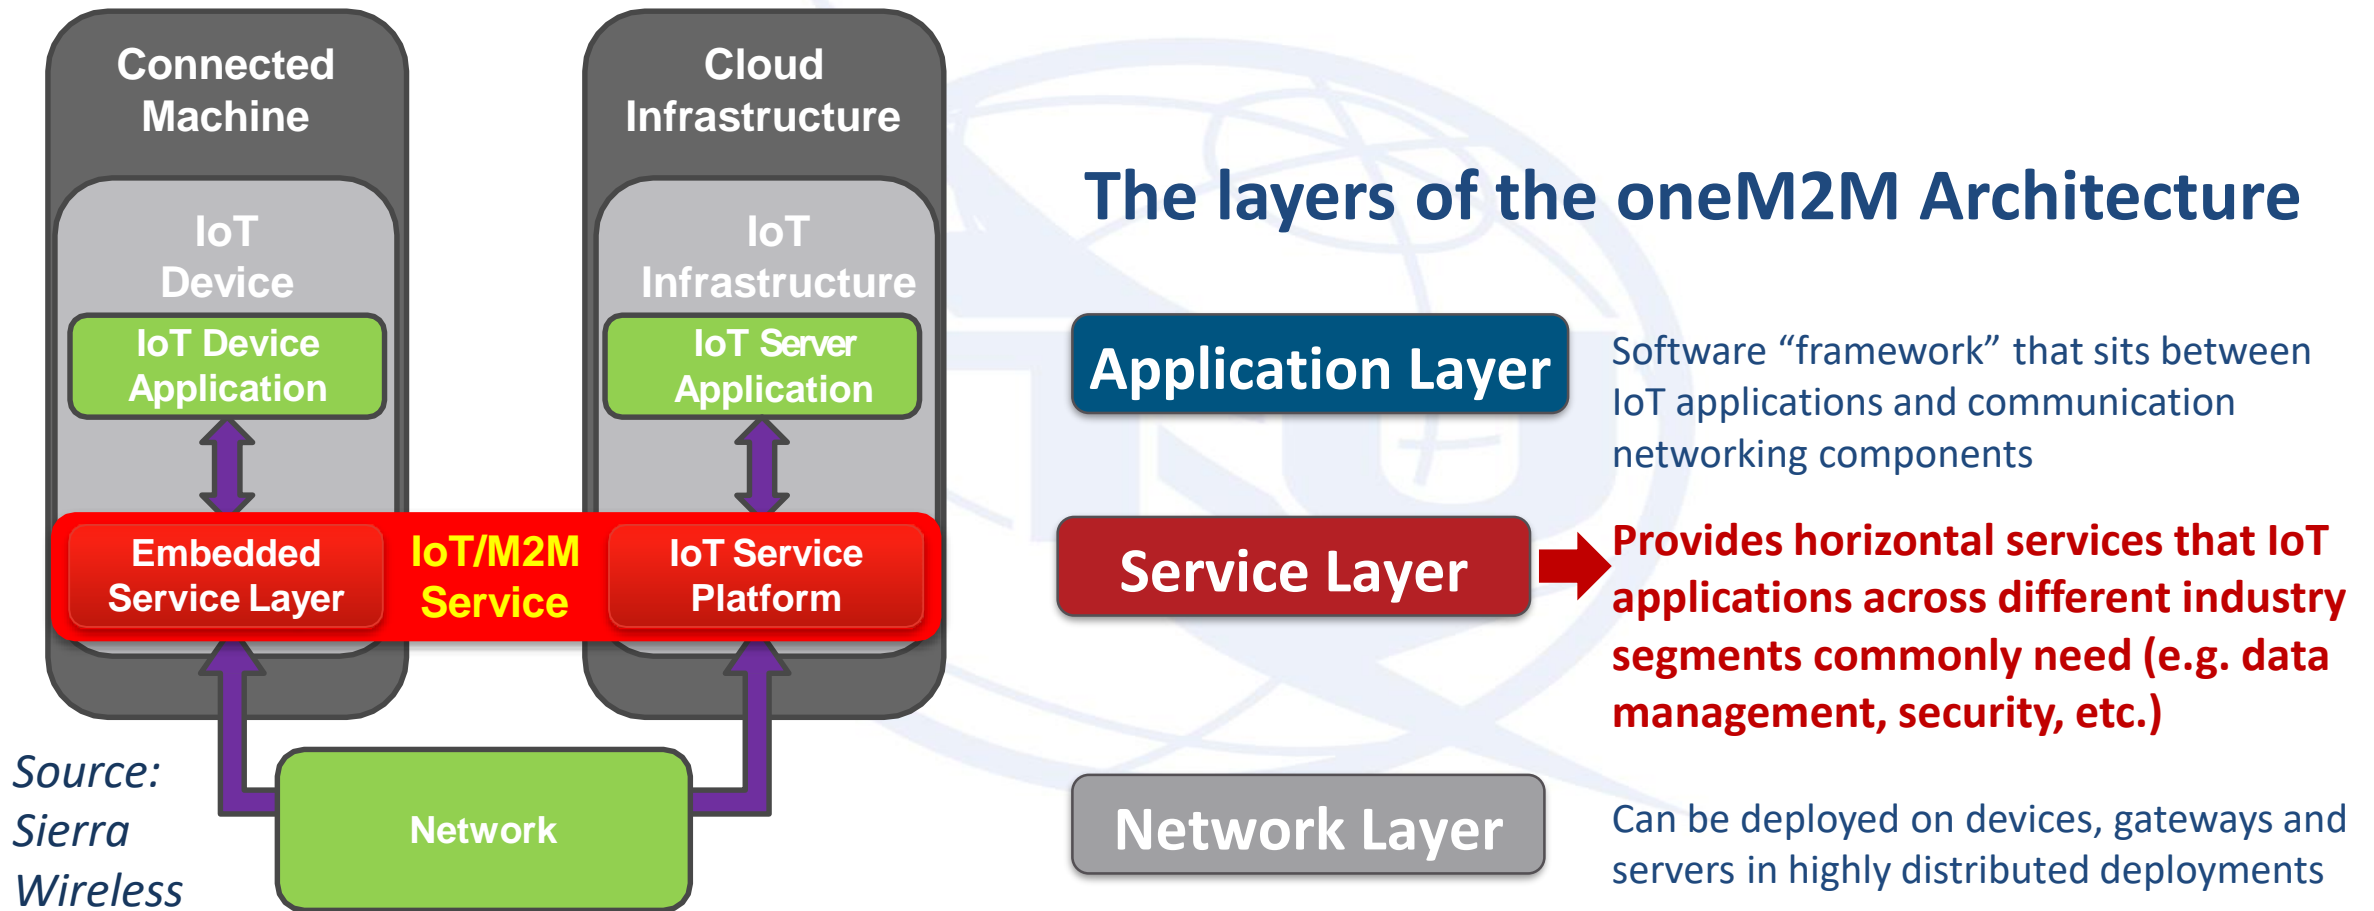 Connected
Machine
IoT
Device
IoT Device
Application
Embedded
Service Layer
IoT/M2M
Service
Cloud
Infrastructure
IoT
Infrastructure
IoT Server
Application
IoT Service
Platform
Network
Source:
Sierra
Wireless
The layers of the oneM2M Architecture
Application Layer
Software “framework” that sits between
IoT applications and communication
networking components
Service Layer
Provides horizontal services that IoT
applications across different industry
segments commonly need (e.g. data
management, security, etc.)
Network Layer
Can be deployed on devices, gateways and
servers in highly distributed deployments